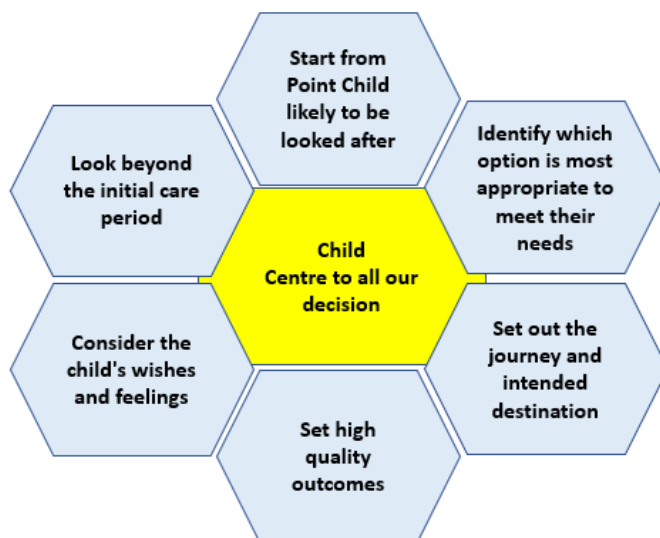 Start from
Point Child
likely to be
looked after
Identify which
option is most
appropriate to
meet their
needs
Set out the
journey and
intended
destination
Set high
quality
outcomes
Consider the
child's wishes
and feelings
Look beyond
the initial care
period
Child
Centre to all our
decision